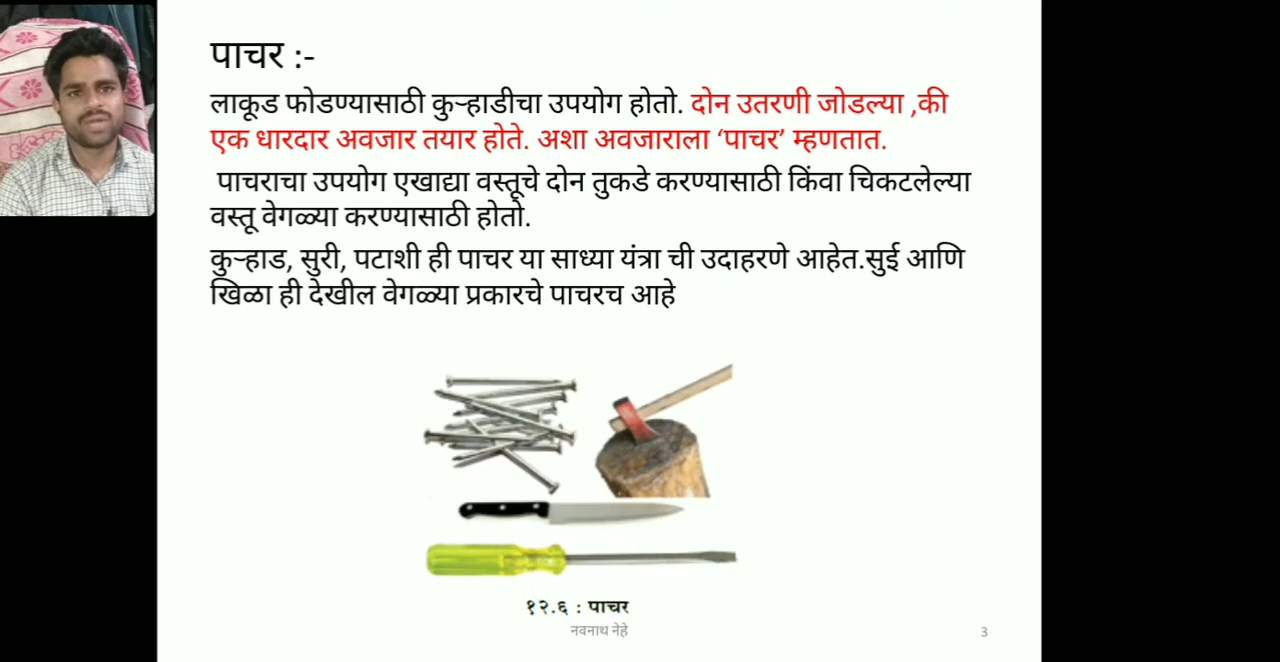 पाचर :-
लाकूड फोडण्यासाठी कुऱ्हाडीचा उपयोग होतो. दोन उतरणी जोडल्या ,की
एक धारदार अवजार तयार होते. अशा अवजाराला ‘पाचर’ म्हणतात.
पाचराचा उपयोग एखाद्या वस्तूचे दोन तुकडे करण्यासाठी किंवा चिकटलेल्या
वस्तू वेगळ्या करण्यासाठी होतो.
कुऱ्हाड, सुरी, पटाशी ही पाचर या साध्या यंत्रा ची उदाहरणे आहेत.सुई आणि
खिळा ही देखील वेगळ्या प्रकारचे पाचरच आहे
१२.६ : पाचर
नवनाथ नेहे
3